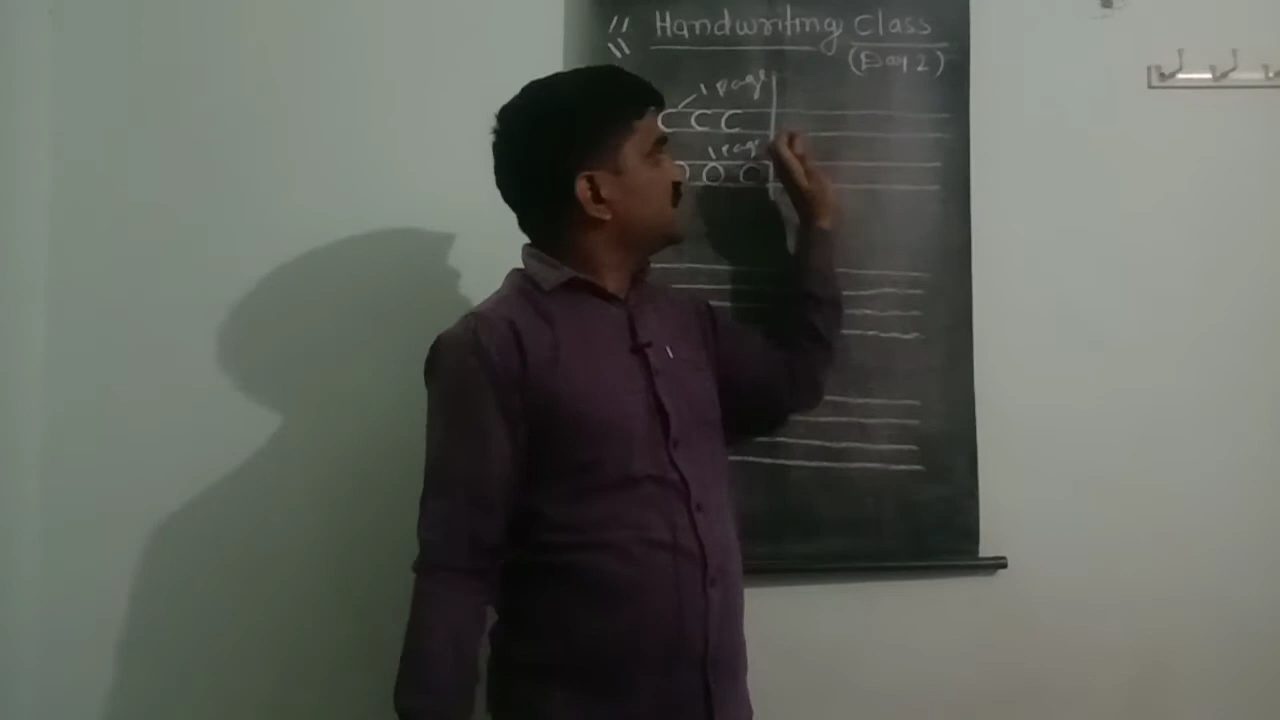 " Handwriting Class
(Day 2)
1 page
C C C
1 page
O O O